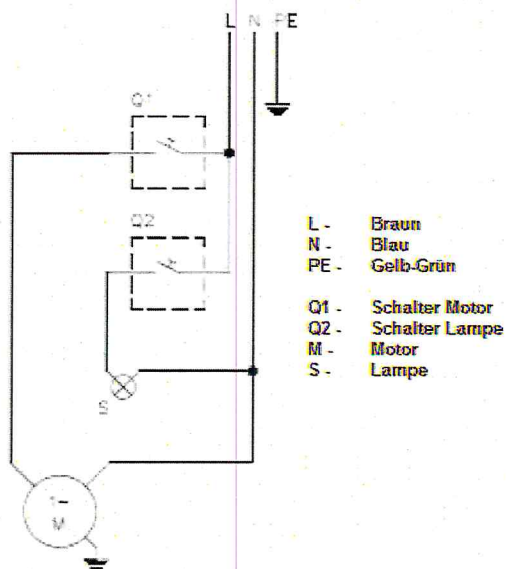 L N PE
Q1
Q2
L - Braun
N - Blau
PE - Gelb-Grün
Q1 - Schalter Motor
Q2 - Schalter Lampe
M - Motor
S - Lampe
S
1~
M